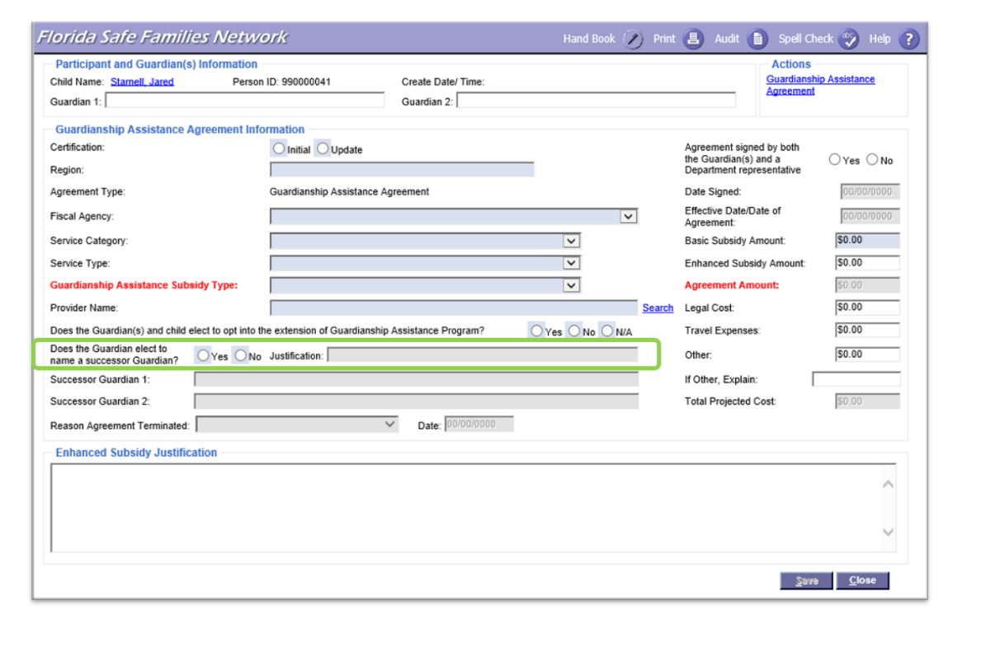 Florida Safe Families Network
Hand Book Print Audit abc Spell Check Help ?
Participant and Guardian(s) Information
Child Name: Starnell, Jared Person ID: 990000041 Create Date/ Time:
Guardian 1: Guardian 2:
Actions
Guardianship Assistance
Agreement
Guardianship Assistance Agreement Information
Certification: Initial Update
Region:
Agreement Type: Guardianship Assistance Agreement
Fiscal Agency:
Service Category:
Service Type:
Guardianship Assistance Subsidy Type:
Provider Name: Search
Does the Guardian(s) and child elect to opt into the extension of Guardianship Assistance Program? Yes No N/A
Does the Guardian elect to
name a successor Guardian? Yes No Justification:
Successor Guardian 1:
Successor Guardian 2:
Reason Agreement Terminated: Date: 00/00/0000
Agreement signed by both
the Guardian(s) and a
Department representative Yes No
Date Signed: 00/00/0000
Effective Date/Date of
Agreement: 00/00/0000
Basic Subsidy Amount: $0.00
Enhanced Subsidy Amount: $0.00
Agreement Amount: $0.00
Legal Cost: $0.00
Travel Expenses: $0.00
Other: $0.00
If Other, Explain:
Total Projected Cost: $0.00
Enhanced Subsidy Justification
Save Close